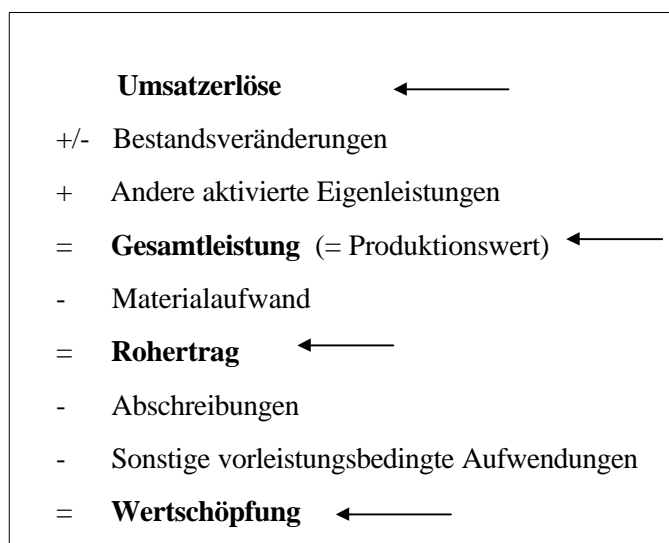 Umsatzerlöse
+/- Bestandsveränderungen
+ Andere aktivierte Eigenleistungen
= Gesamtleistung (= Produktionswert)
- Materialaufwand
= Rohertrag
- Abschreibungen
- Sonstige vorleistungsbedingte Aufwendungen
= Wertschöpfung